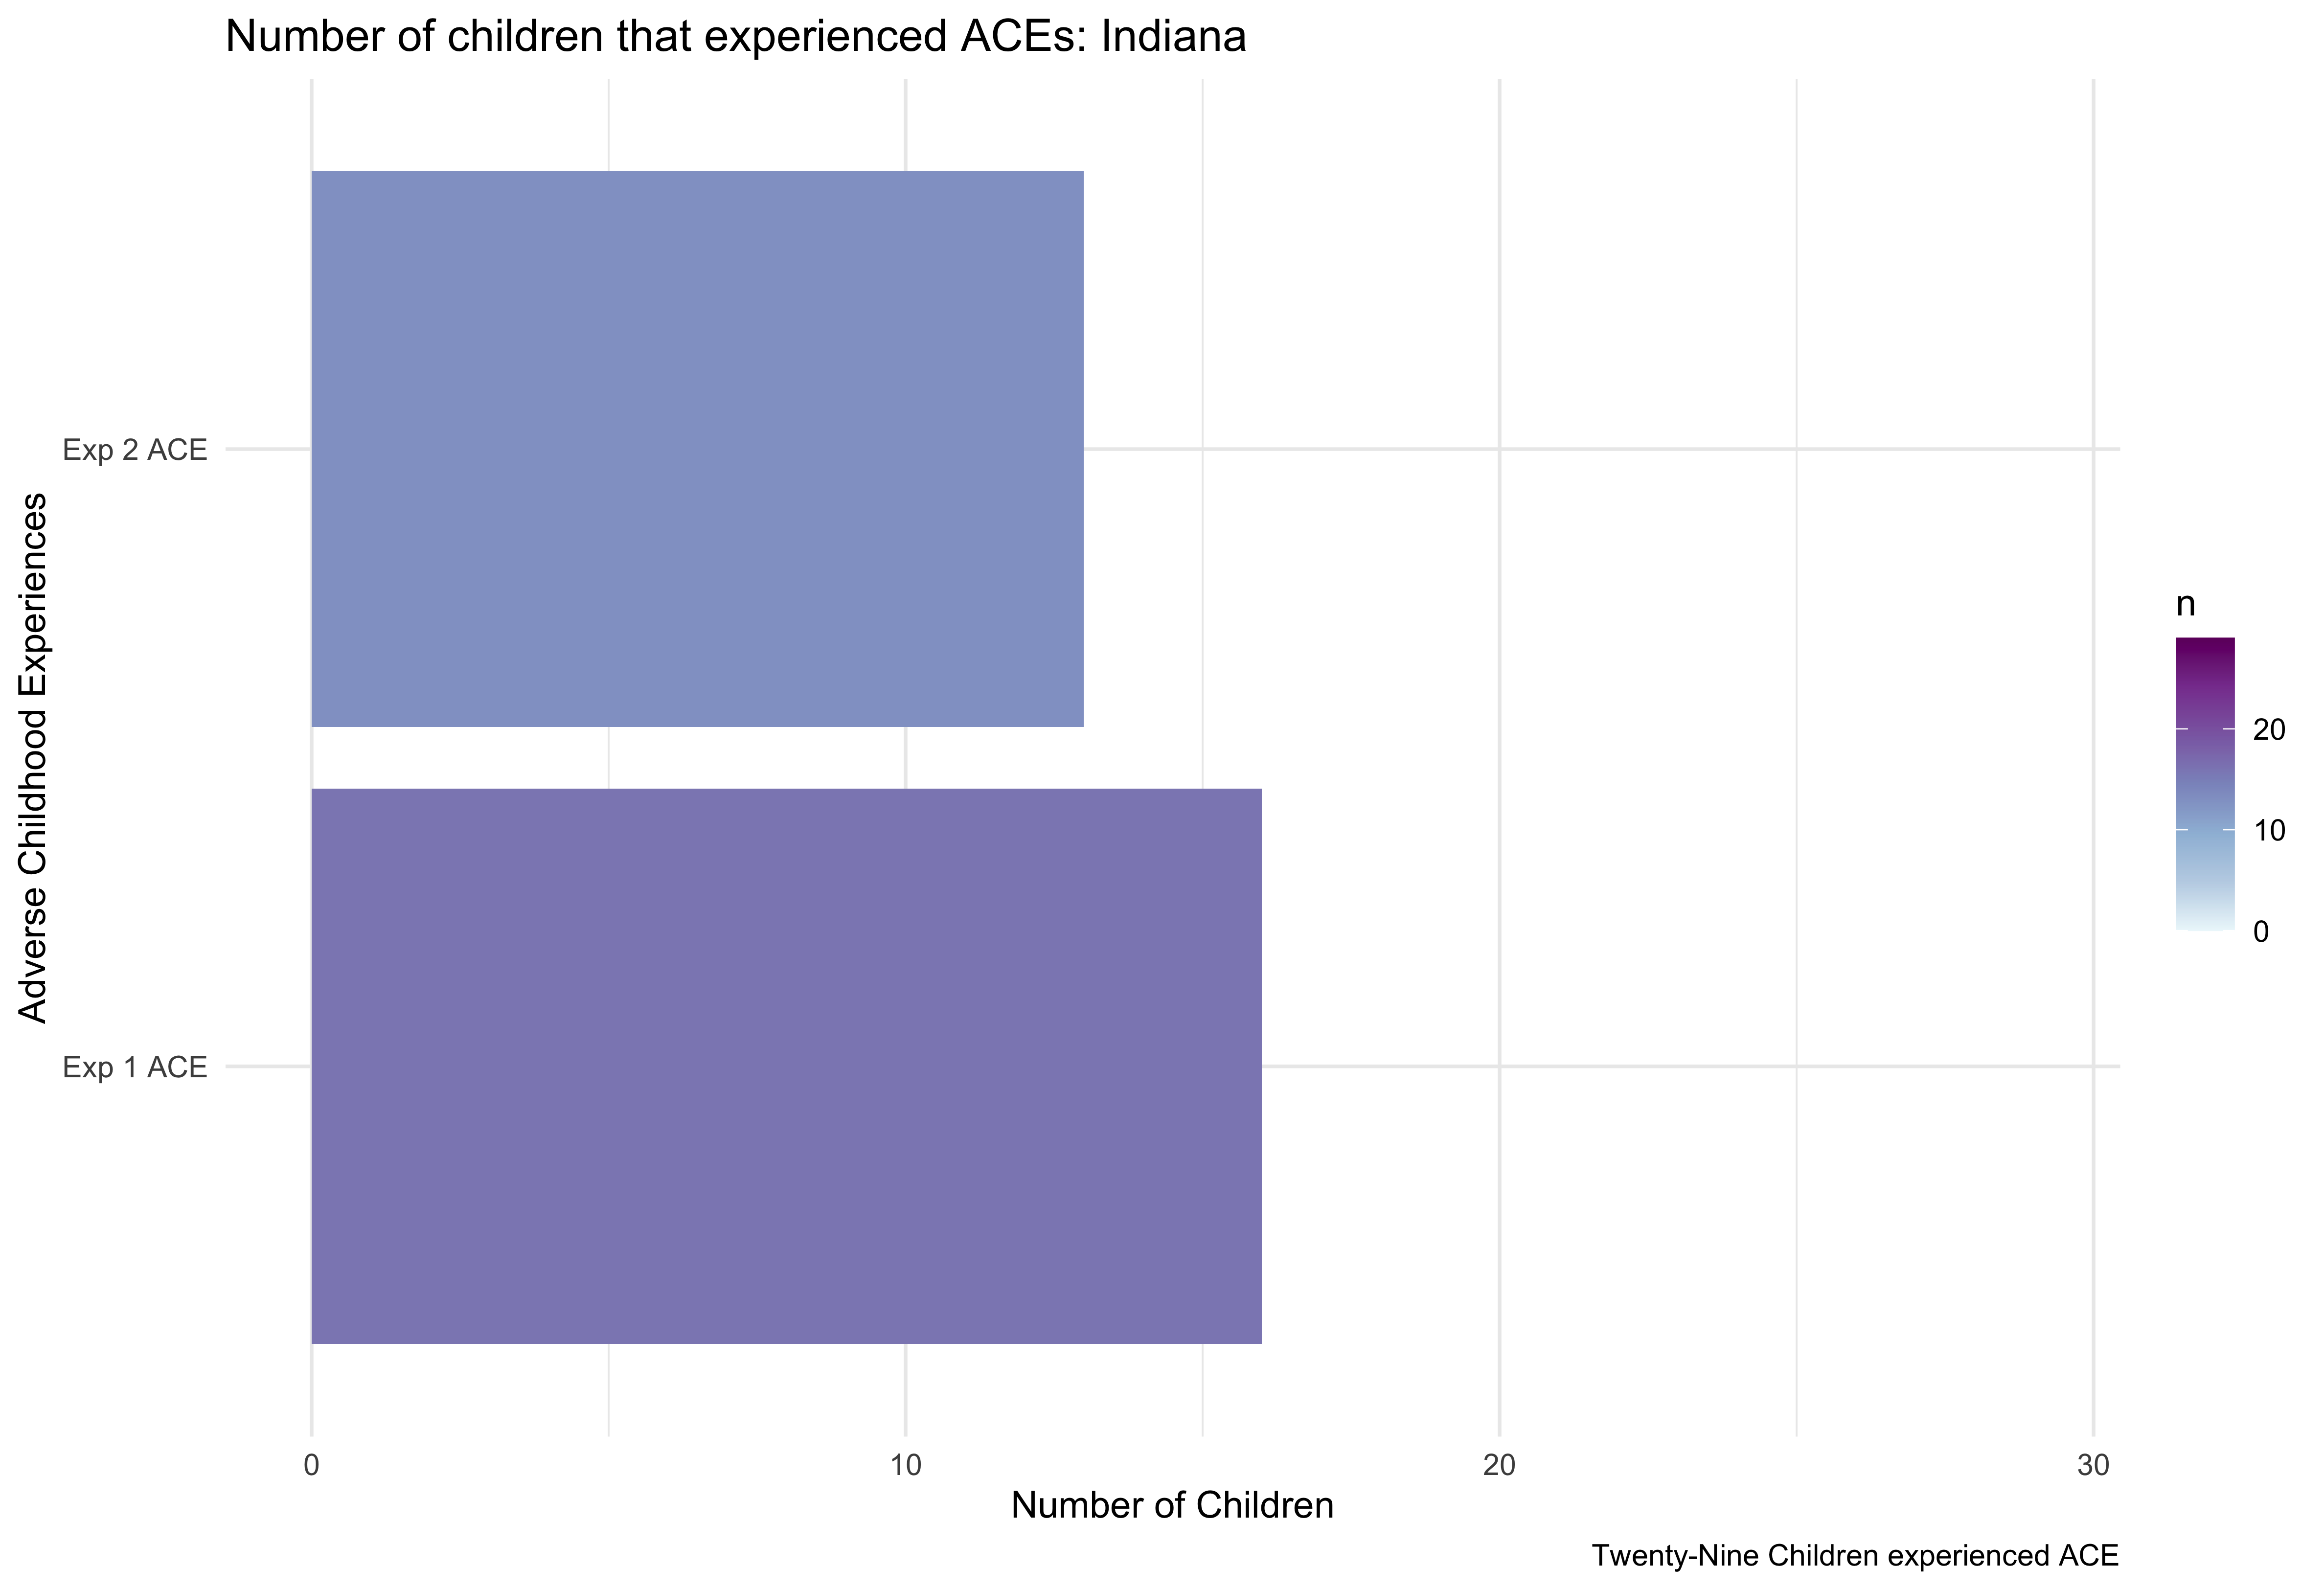 Number of children that experienced ACEs: Indiana
Adverse Childhood Experiences
Exp 2 ACE
Exp 1 ACE
0
10
20
30
Number of Children
n
20
10
0
Twenty-Nine Children experienced ACE